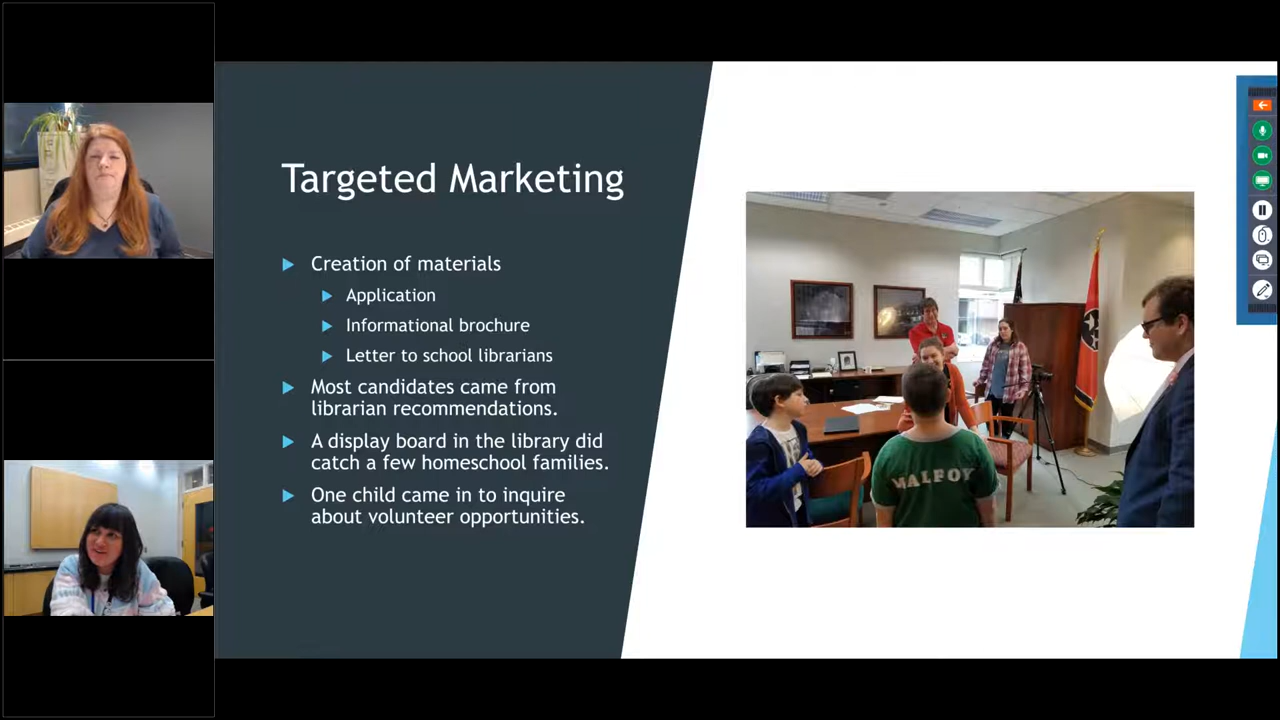 Targeted Marketing
Creation of materials
Application
Informational brochure
Letter to school librarians
Most candidates came from
librarian recommendations.
A display board in the library did
catch a few homeschool families.
One child came in to inquire
about volunteer opportunities.
MALFOY